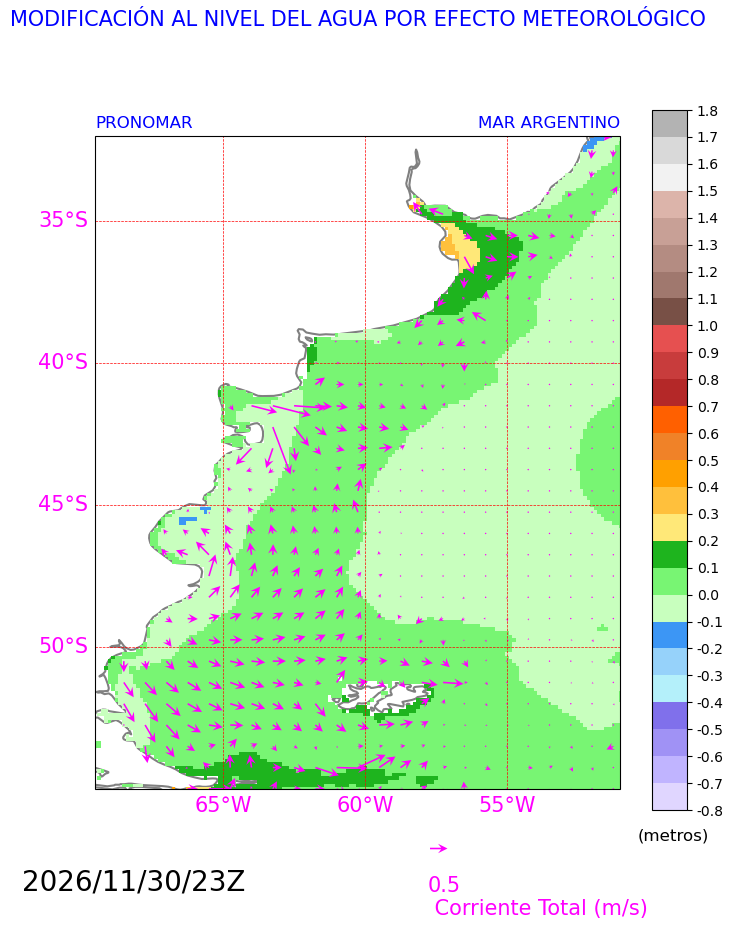 MODIFICACIÓN AL NIVEL DEL AGUA POR EFECTO METEOROLÓGICO
PRONOMAR
MAR ARGENTINO
35°S
40°S
45°S
50°S
65°W
60°W
55°W
1.8
1.7
1.6
1.5
1.4
1.3
1.2
1.1
1.0
0.9
0.8
0.7
0.6
0.5
0.4
0.3
0.2
0.1
0.0
-0.1
-0.2
-0.3
-0.4
-0.5
-0.6
-0.7
-0.8
(metros)
2026/11/30/23Z
0.5
Corriente Total (m/s)